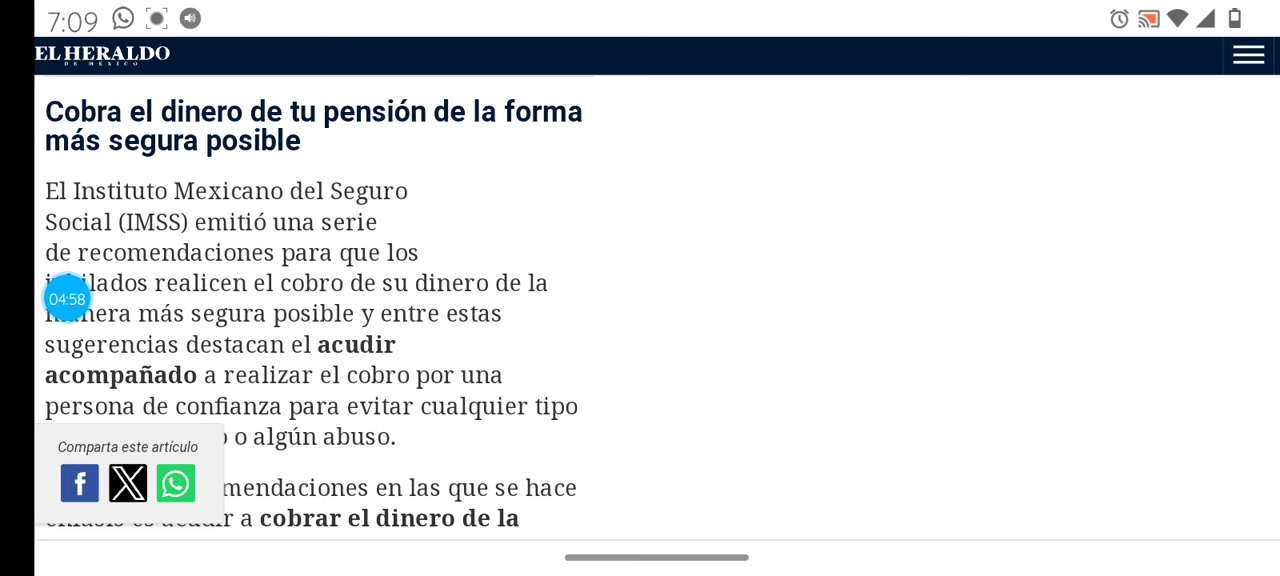 7:09
EL HERALDO
DE MEXICO
Cobra el dinero de tu pensión de la forma
más segura posible
El Instituto Mexicano del Seguro
Social (IMSS) emitió una serie
de recomendaciones para que los
jubilados realicen el cobro de su dinero de la
04:58
manera más segura posible y entre estas
sugerencias destacan el acudir
acompañado a realizar el cobro por una
persona de confianza para evitar cualquier tipo
o algún abuso.
Comparta este artículo
en las que se hace
a cobrar el dinero de la